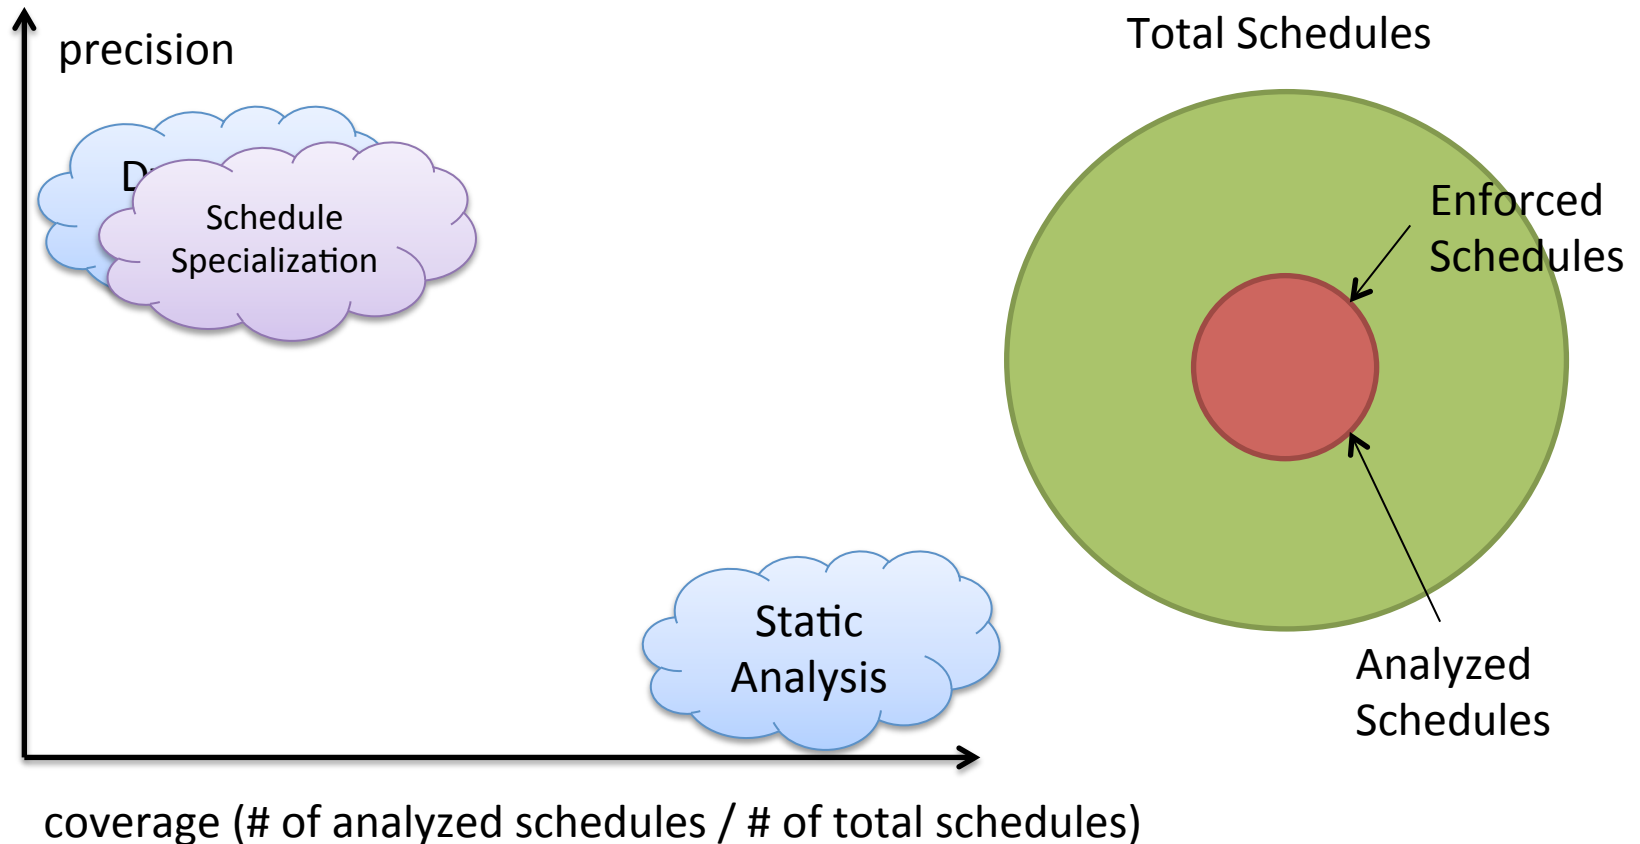 precision
Total Schedules
Schedule
Specialization
Enforced
Schedules
Static
Analysis
Analyzed
Schedules
coverage (# of analyzed schedules / # of total schedules)